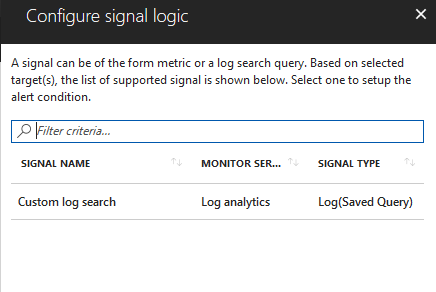 Configure signal logic
A signal can be of the form metric or a log search query. Based on selected
target(s), the list of supported signal is shown below. Select one to setup the
alert condition.
Filter criteria...
SIGNAL NAME MONITOR SER... SIGNAL TYPE
Custom log search Log analytics Log(Saved Query)